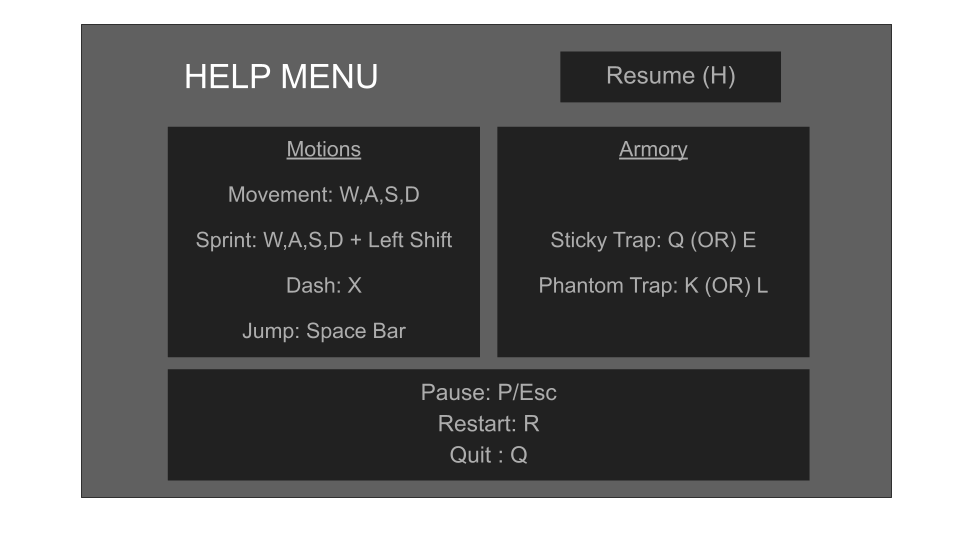 HELP MENU
Resume (H)
Motions
Movement: W,A,S,D
Sprint: W,A,S,D + Left Shift
Dash: X
Jump: Space Bar
Armory
Sticky Trap: Q (OR) E
Phantom Trap: K (OR) L
Pause: P/Esc
Restart: R
Quit : Q